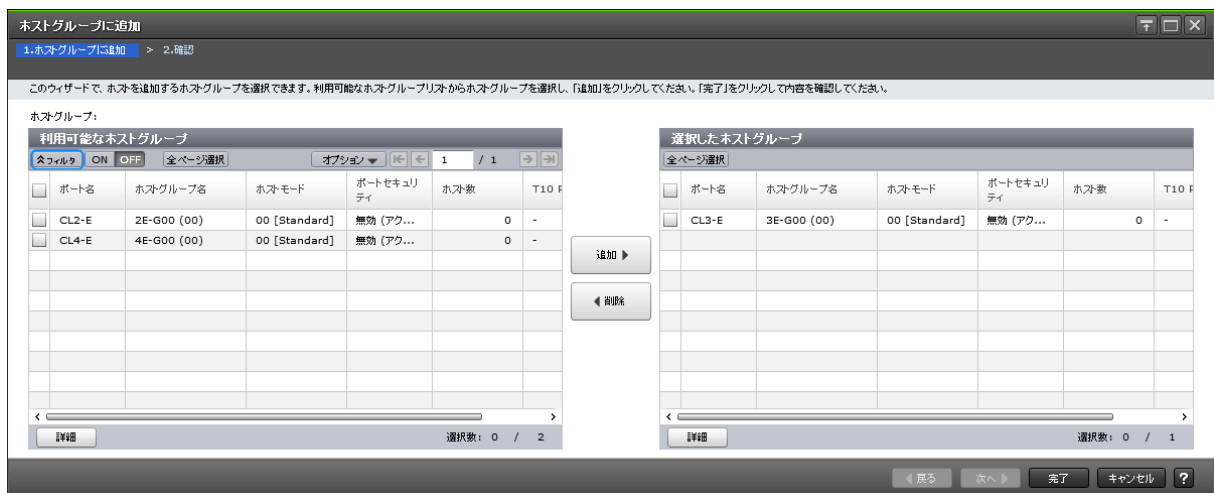 ホストグループに追加
1.ホストグループに追加 > 2.確認
このウィザードで、ホストを追加するホストグループを選択できます。利用可能なホストグループリストからホストグループを選択し、「追加」をクリックしてください。「完了」をクリックして内容を確認してください。
ホストグループ:
利用可能なホストグループ
フィルタ ON OFF 全ページ選択 オプション 1 / 1
ポート名 ホストグループ名 ホストモード ポートセキュリティ ホスト数 T10
CL2-E 2E-G00 (00) 00 [Standard] 無効 (アク... 0 -
CL4-E 4E-G00 (00) 00 [Standard] 無効 (アク... 0 -
詳細 選択数: 0 / 2
追加
削除
選択したホストグループ
全ページ選択
ポート名 ホストグループ名 ホストモード ポートセキュリティ ホスト数 T10
CL3-E 3E-G00 (00) 00 [Standard] 無効 (アク... 0 -
詳細 選択数: 0 / 1
戻る 次へ 完了 キャンセル ?